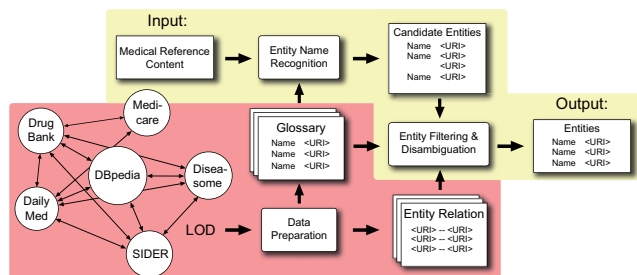 Input:
Medical Reference
Content
Entity Name
Recognition
Candidate Entities
Name <URI>
Name <URI>
<URI>
Name <URI>
Output:
Entities
Name <URI>
Name <URI>
Name <URI>
Entity Filtering &
Disambiguation
Glossary
Name <URI>
Name <URI>
Name <URI>
Medi-
care
Drug
Bank
DBpedia
Disea-
some
Daily
Med
SIDER
LOD
Data
Preparation
Entity Relation
<URI> -- <URI>
<URI> -- <URI>
<URI> -- <URI>